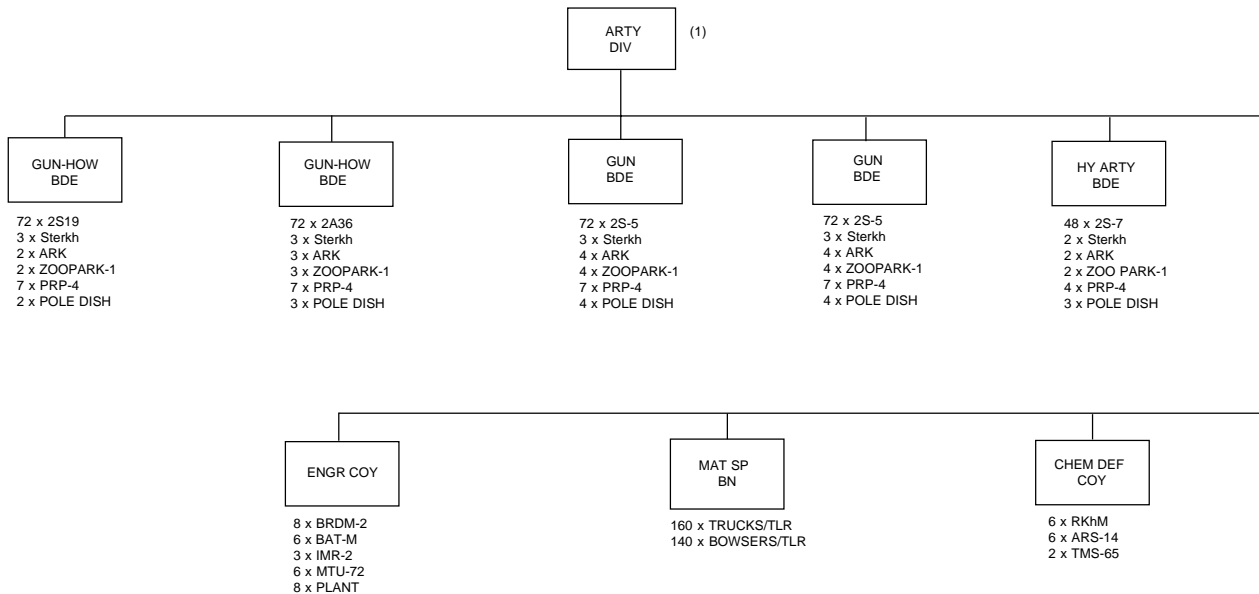 ARTY
DIV
(1)
GUN-HOW
BDE
72 x 2S19
3 x Sterkh
2 x ARK
2 x ZOOPARK-1
7 x PRP-4
2 x POLE DISH
GUN-HOW
BDE
72 x 2A36
3 x Sterkh
3 x ARK
3 x ZOOPARK-1
7 x PRP-4
3 x POLE DISH
GUN
BDE
72 x 2S-5
3 x Sterkh
4 x ARK
4 x ZOOPARK-1
7 x PRP-4
4 x POLE DISH
GUN
BDE
72 x 2S-5
3 x Sterkh
4 x ARK
4 x ZOOPARK-1
7 x PRP-4
4 x POLE DISH
HY ARTY
BDE
48 x 2S-7
2 x Sterkh
2 x ARK
2 x ZOO PARK-1
4 x PRP-4
3 x POLE DISH
ENGR COY
8 x BRDM-2
6 x BAT-M
3 x IMR-2
6 x MTU-72
8 x PLANT
MAT SP
BN
160 x TRUCKS/TLR
140 x BOWSERS/TLR
CHEM DEF
COY
6 x RKhM
6 x ARS-14
2 x TMS-65